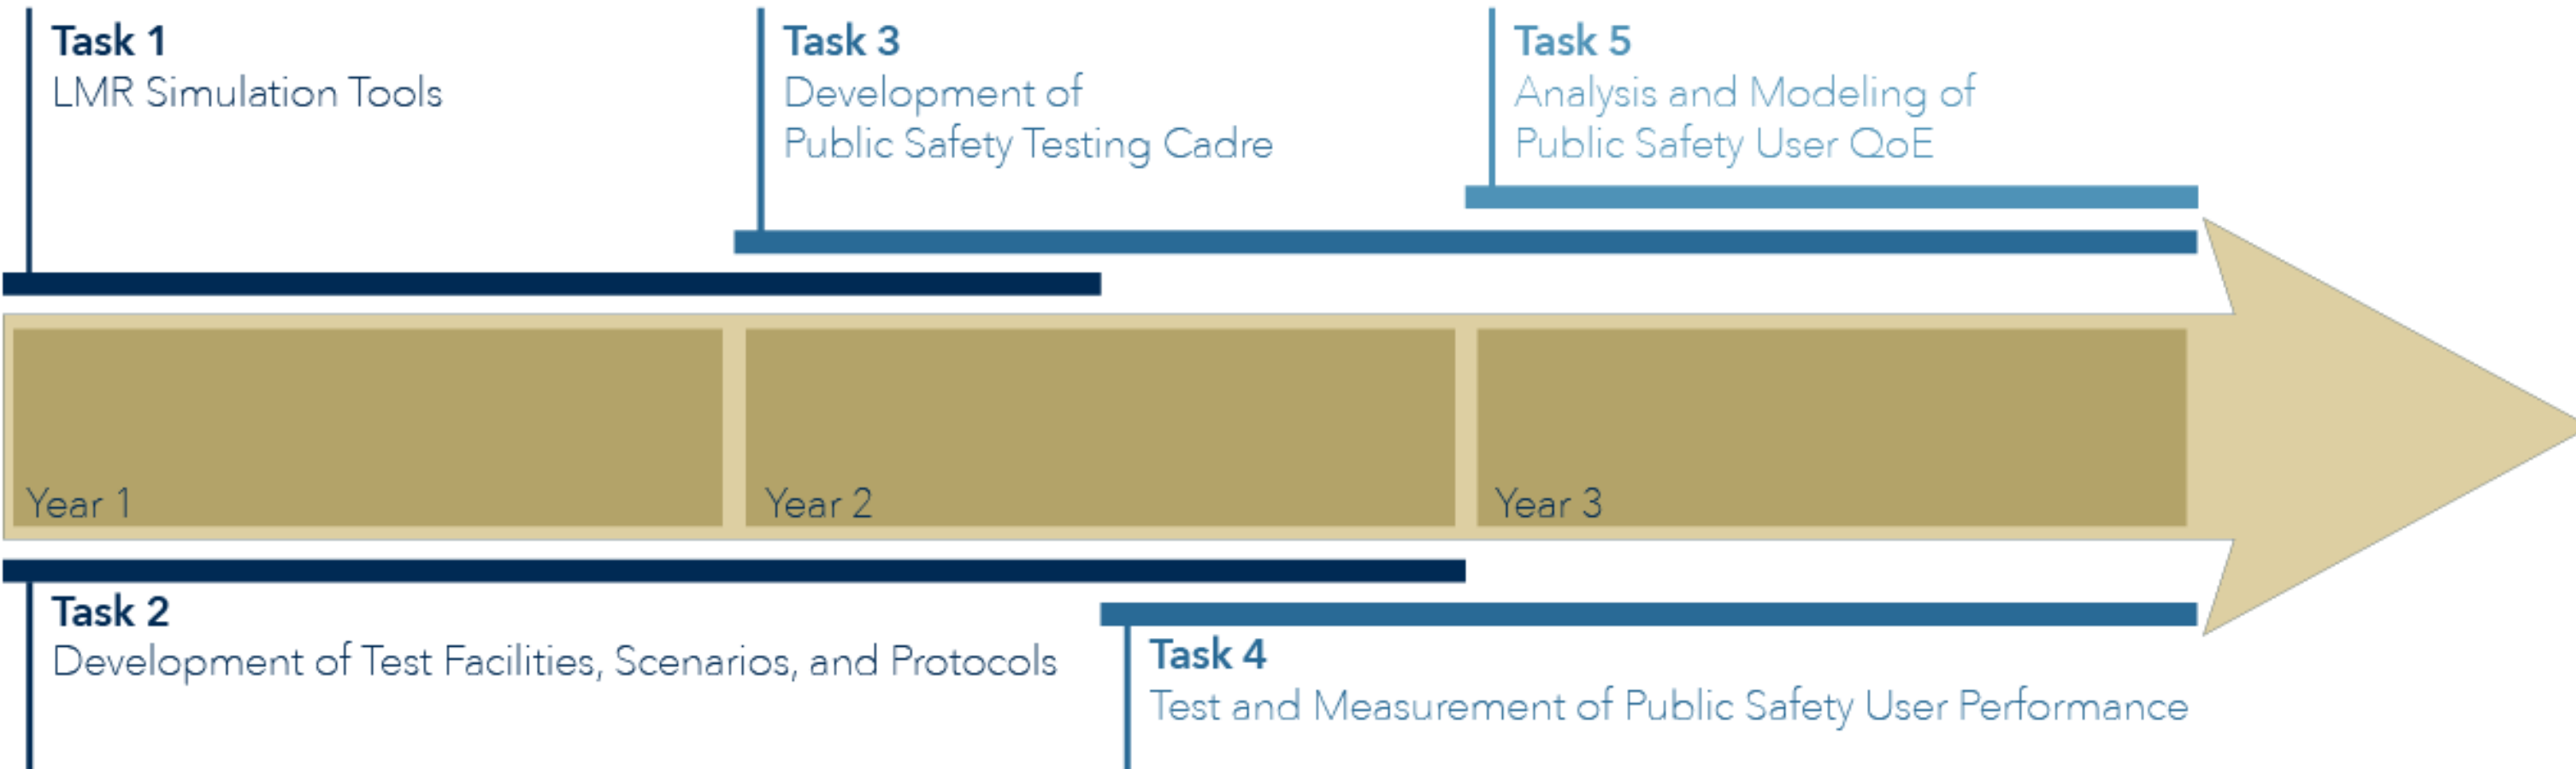 Task 1
LMR Simulation Tools
Task 3
Development of
Public Safety Testing Cadre
Task 5
Analysis and Modeling of
Public Safety User QoE
Year 1
Year 2
Year 3
Task 2
Development of Test Facilities, Scenarios, and Protocols
Task 4
Test and Measurement of Public Safety User Performance